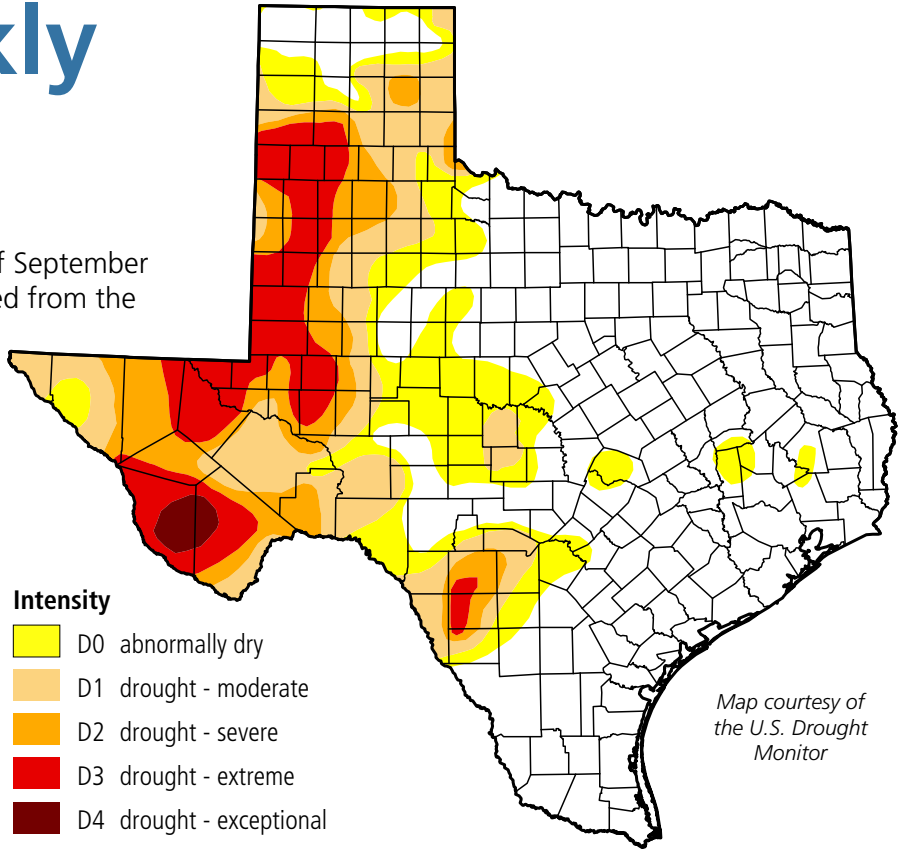 kly
f September
ed from the
Intensity
D0 abnormally dry
D1 drought - moderate
D2 drought - severe
D3 drought - extreme
D4 drought - exceptional
Map courtesy of
the U.S. Drought
Monitor